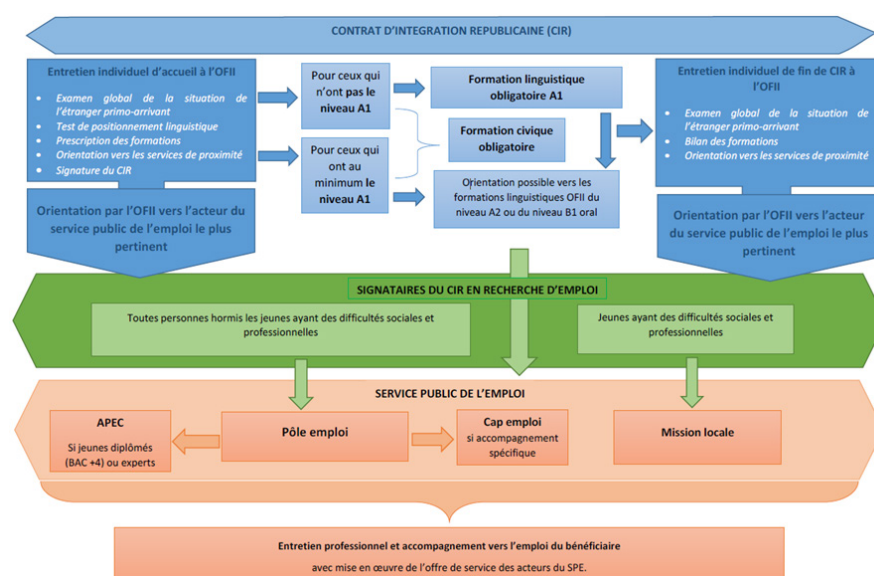 CONTRAT D'INTEGRATION REPUBLICAINE (CIR)
Entretien individuel d'accueil à l'OFII
• Examen global de la situation de
l'étranger primo-arrivant
• Test de positionnement linguistique
• Prescription des formations
• Orientation vers les services de proximité
• Signature du CIR
Orientation par l'OFII vers l'acteur du
service public de l'emploi le plus
pertinent
Pour ceux qui
n'ont pas le
niveau A1
Pour ceux qui
ont au
minimum le
niveau A1
Formation linguistique
obligatoire A1
Formation civique
obligatoire
Orientation possible vers les
formations linguistiques OFII du
niveau A2 ou du niveau B1 oral
Entretien individuel de fin de CIR à
l'OFII
• Examen global de la situation de
l'étranger primo-arrivant
• Bilan des formations
• Orientation vers les services de proximité
Orientation par l'OFII vers l'acteur
du service public de l'emploi le plus
pertinent
SIGNATAIRES DU CIR EN RECHERCHE D'EMPLOI
Toutes personnes hormis les jeunes ayant des difficultés sociales et
professionnelles
Jeunes ayant des difficultés sociales et
professionnelles
SERVICE PUBLIC DE L'EMPLOI
APEC
Si jeunes diplômés
(BAC +4) ou experts
Pôle emploi
Cap emploi
si accompagnement
spécifique
Mission locale
Entretien professionnel et accompagnement vers l'emploi du bénéficiaire
avec mise en œuvre de l'offre de service des acteurs du SPE.